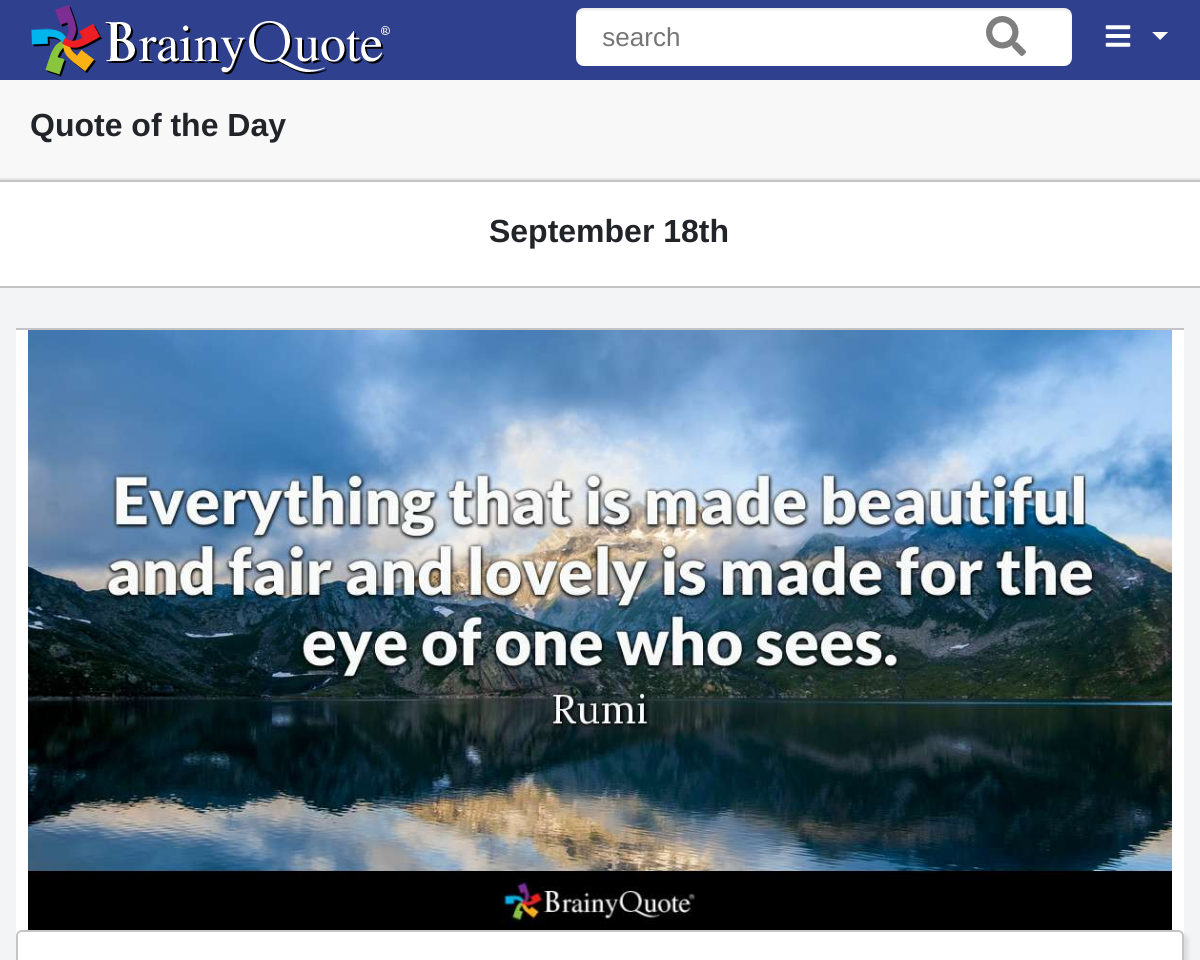 BrainyQuote®
search
Quote of the Day
September 18th
Everything that is made beautiful
and fair and lovely is made for the
eye of one who sees.
Rumi
BrainyQuote®